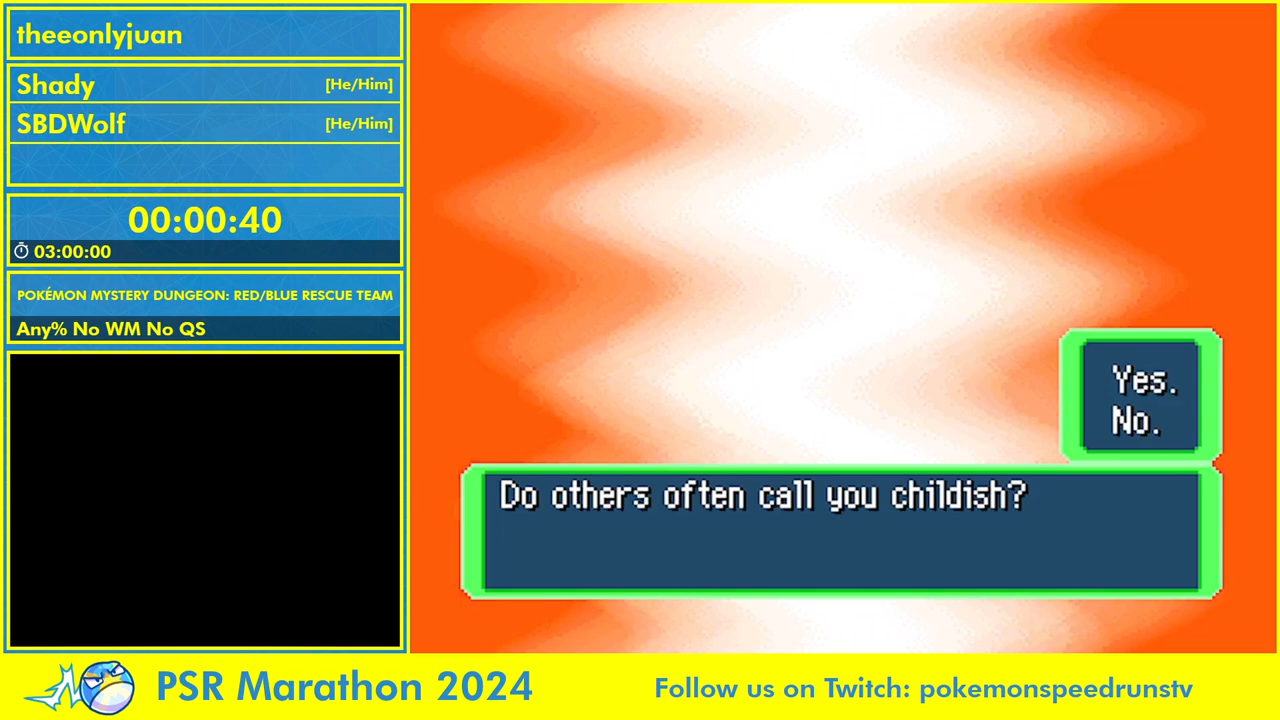 theeonlyjuan
Shady [He/Him]
SBDWolf [He/Him]
00:00:40
03:00:00
POKÉMON MYSTERY DUNGEON: RED/BLUE RESCUE TEAM
Any% No WM No QS
Yes.
No.
Do others often call you childish?
PSR Marathon 2024
Follow us on Twitch: pokemonspeedrunstv